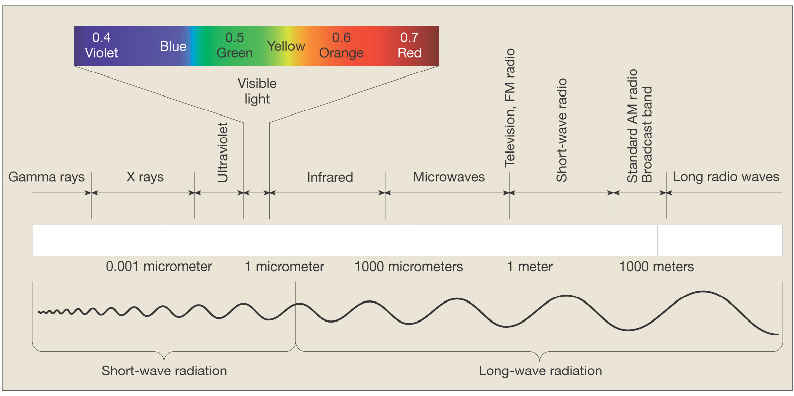 0.4
Violet
Blue
0.5
Green
Yellow
0.6
Orange
0.7
Red
Visible
light
Gamma rays
X rays
Ultraviolet
Infrared
Microwaves
Television, FM radio
Short-wave radio
Standard AM radio
Broadcast band
Long radio waves
0.001 micrometer
1 micrometer
1000 micrometers
1 meter
1000 meters
Short-wave radiation
Long-wave radiation